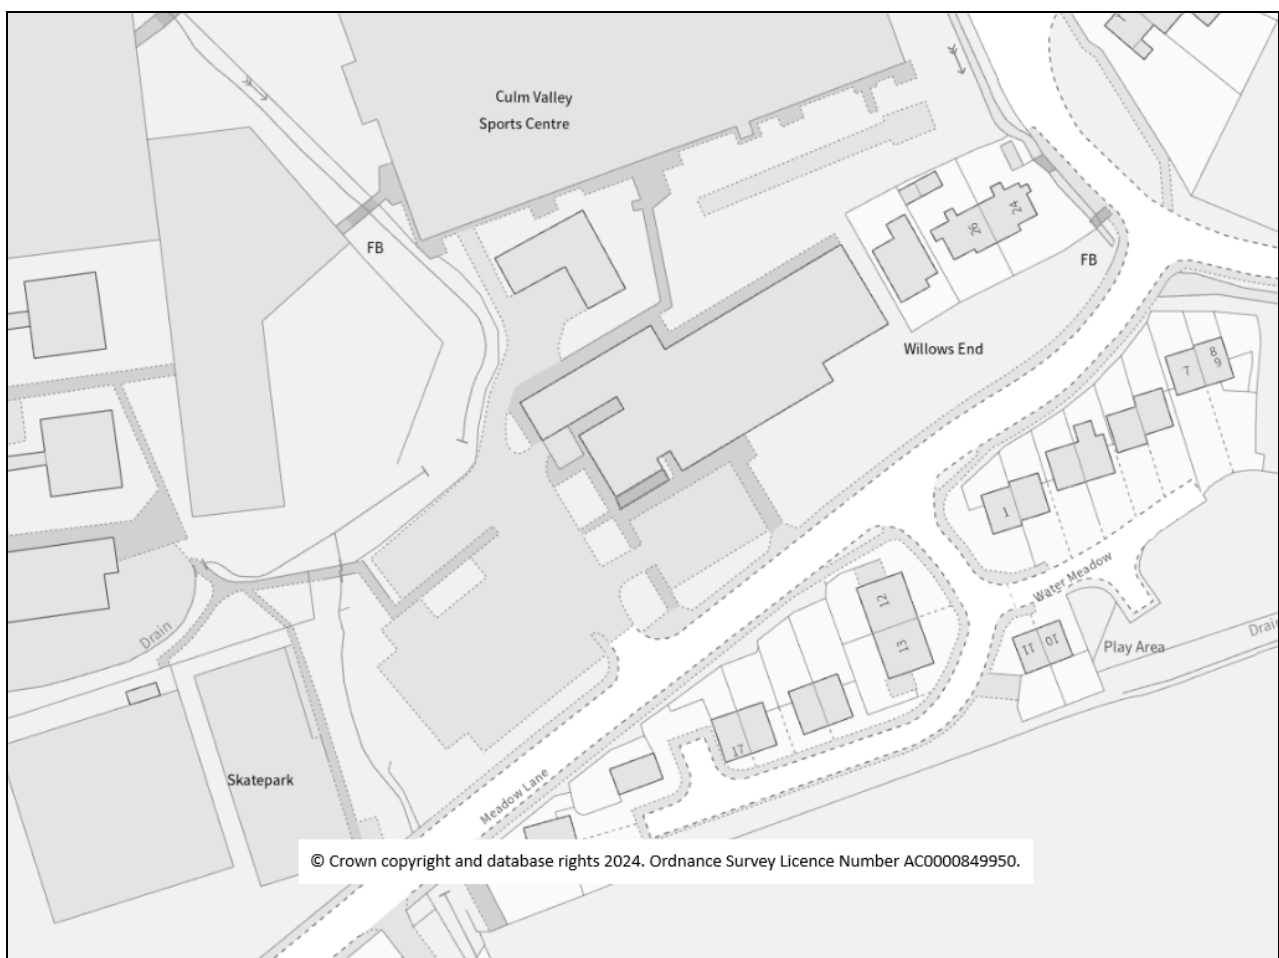 Culm Valley
Sports Centre
FB
24
26
FB
Willows End
8
9
7
1
Water Meadow
12
13
11
10
Drain
Play Area
Drain
17
Skatepark
Meadow Lane
© Crown copyright and database rights 2024. Ordnance Survey Licence Number AC0000849950.